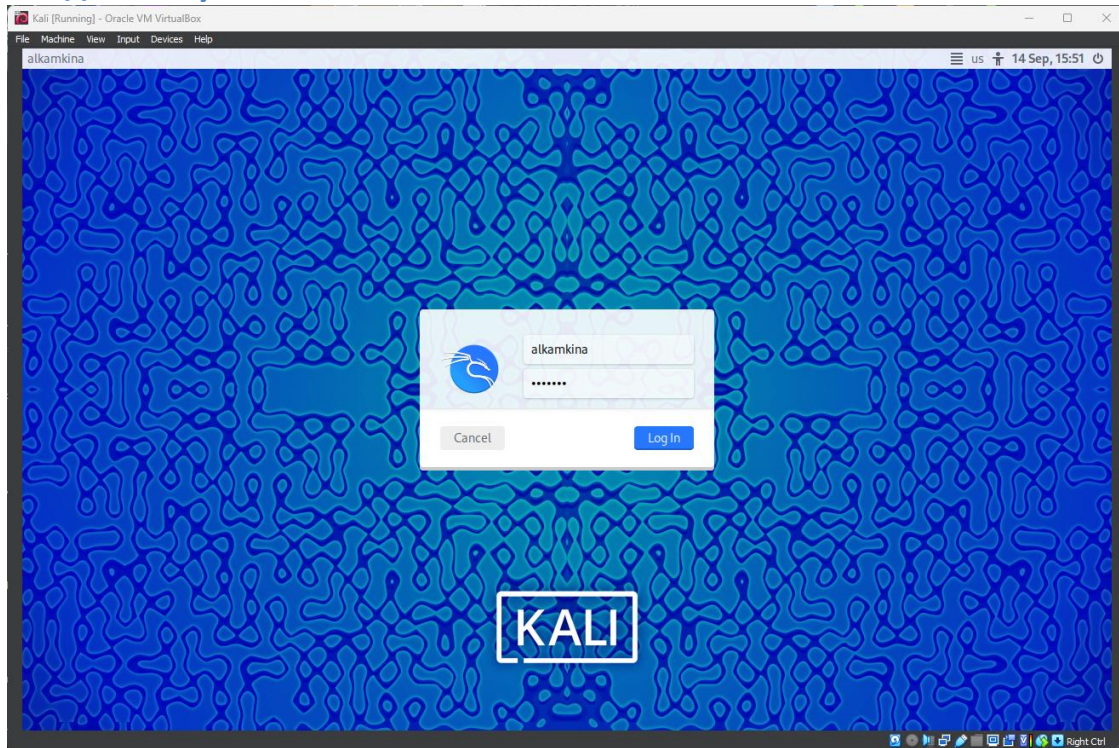 Kali [Running] - Oracle VM VirtualBox
File Machine View Input Devices Help
alkamkina us 14 Sep, 15:51
alkamkina
•••••••
Cancel Log In
KALI
Right Ctrl